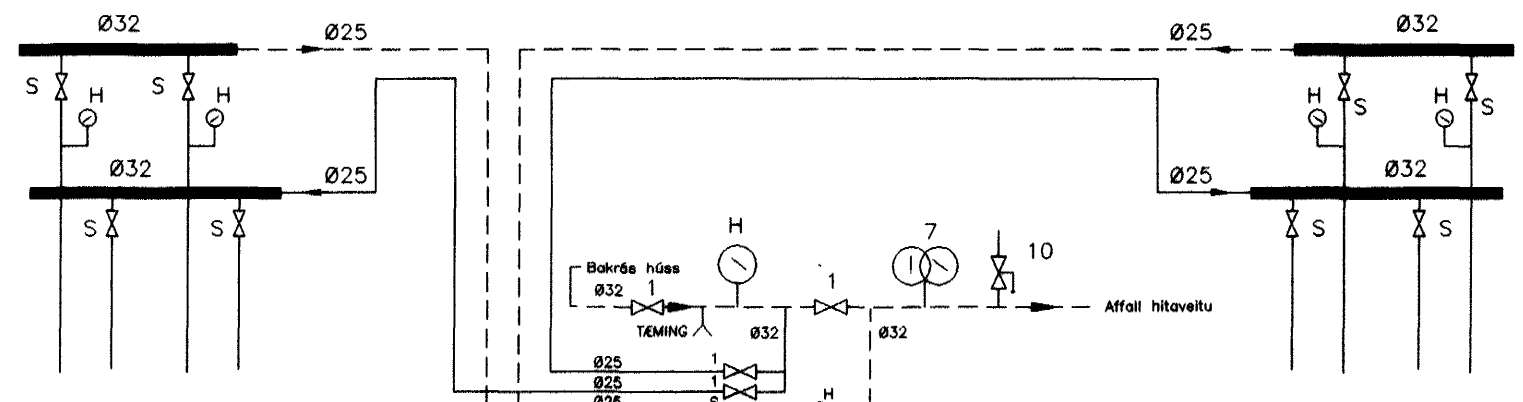 Ø32 Ø25 Ø25 Ø32
S S S S
H H H H
Ø32 Ø25 Ø25 Ø32
S S S S
H 7 10
Bakrás húss
Ø32 1 1
Affall hitaveitu
TÆMING Ø32 Ø32
Ø25 1
Ø25 1
Ø25 S H